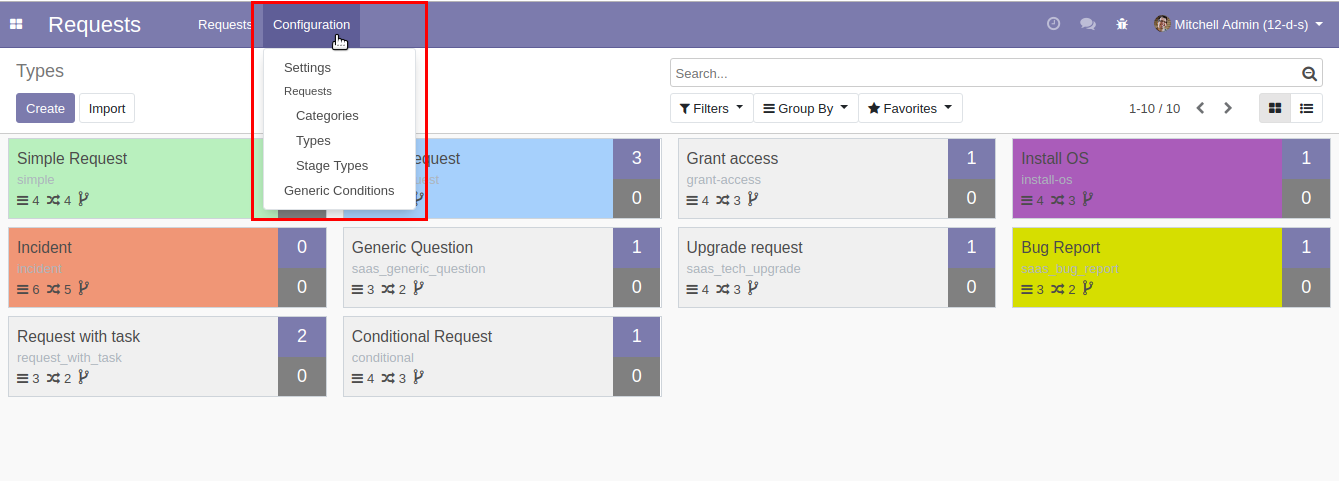 Requests Requests Configuration Mitchell Admin (12-d-s)
Types
Search...
Create Import
Filters Group By Favorites 1-10 / 10
Settings
Requests
Categories
Types
Stage Types
Generic Conditions
Simple Request
simple
4 4
equest 3
uest
0
Grant access 1
grant-access
4 3 0
Install OS 1
install-os
4 3 0
Incident 0
incident
6 5 0
Generic Question 1
saas_generic_question
3 2 0
Upgrade request 1
saas_tech_upgrade
4 3 0
Bug Report 1
saas_bug_report
3 2 0
Request with task 2
request_with_task
3 2 0
Conditional Request 1
conditional
4 3 0